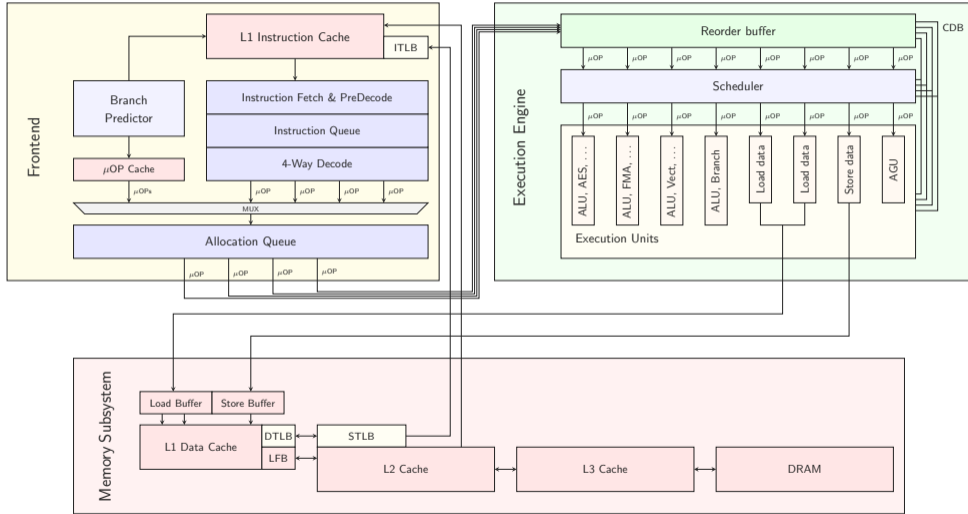 Frontend
L1 Instruction Cache
ITLB
Branch
Predictor
μOP Cache
μOPs
Instruction Fetch & PreDecode
Instruction Queue
4-Way Decode
μOP
μOP
μOP
μOP
MUX
Allocation Queue
μOP
μOP
μOP
μOP
Execution Engine
Reorder buffer
CDB
μOP
μOP
μOP
μOP
μOP
μOP
μOP
μOP
Scheduler
μOP
μOP
μOP
μOP
μOP
μOP
μOP
μOP
ALU, AES, . . .
ALU, FMA, . . .
ALU, Vect, . . .
ALU, Branch
Load data
Load data
Store data
AGU
Execution Units
Memory Subsystem
Load Buffer
Store Buffer
L1 Data Cache
DTLB
LFB
STLB
L2 Cache
L3 Cache
DRAM